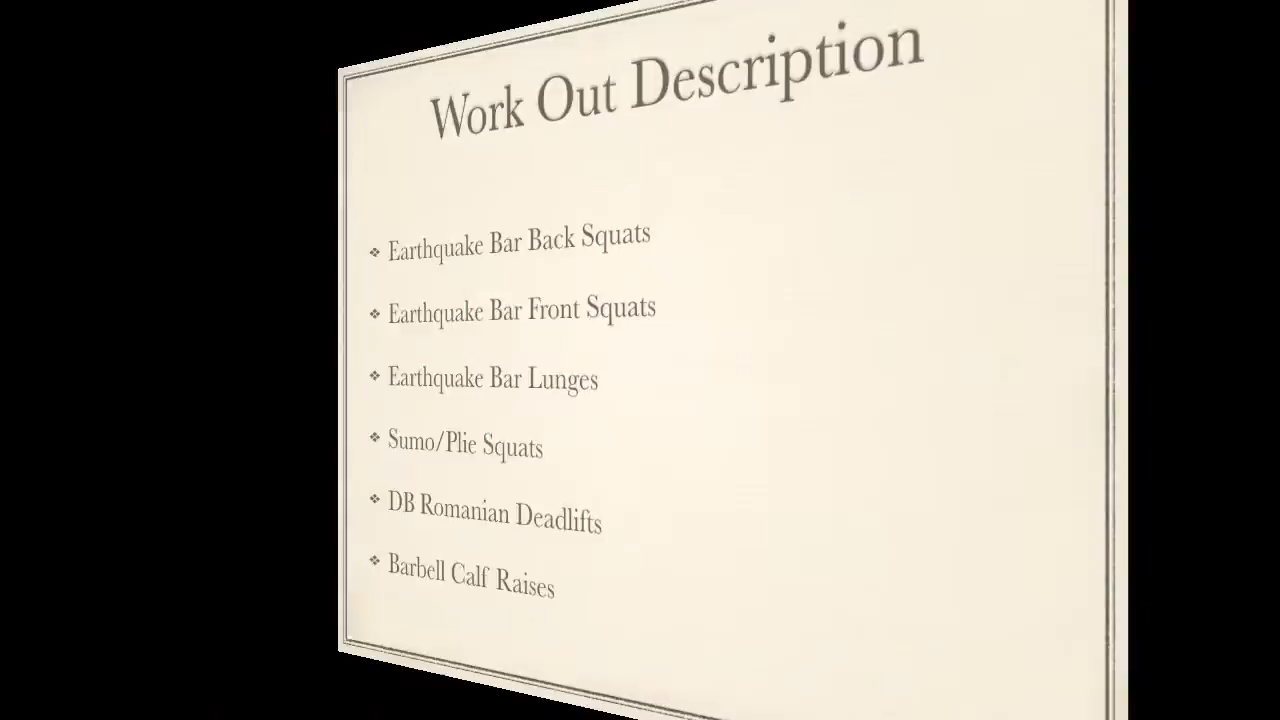 Work Out Description
❖ Earthquake Bar Back Squats
❖ Earthquake Bar Front Squats
❖ Earthquake Bar Lunges
❖ Sumo/Plie Squats
❖ DB Romanian Deadlifts
❖ Barbell Calf Raises